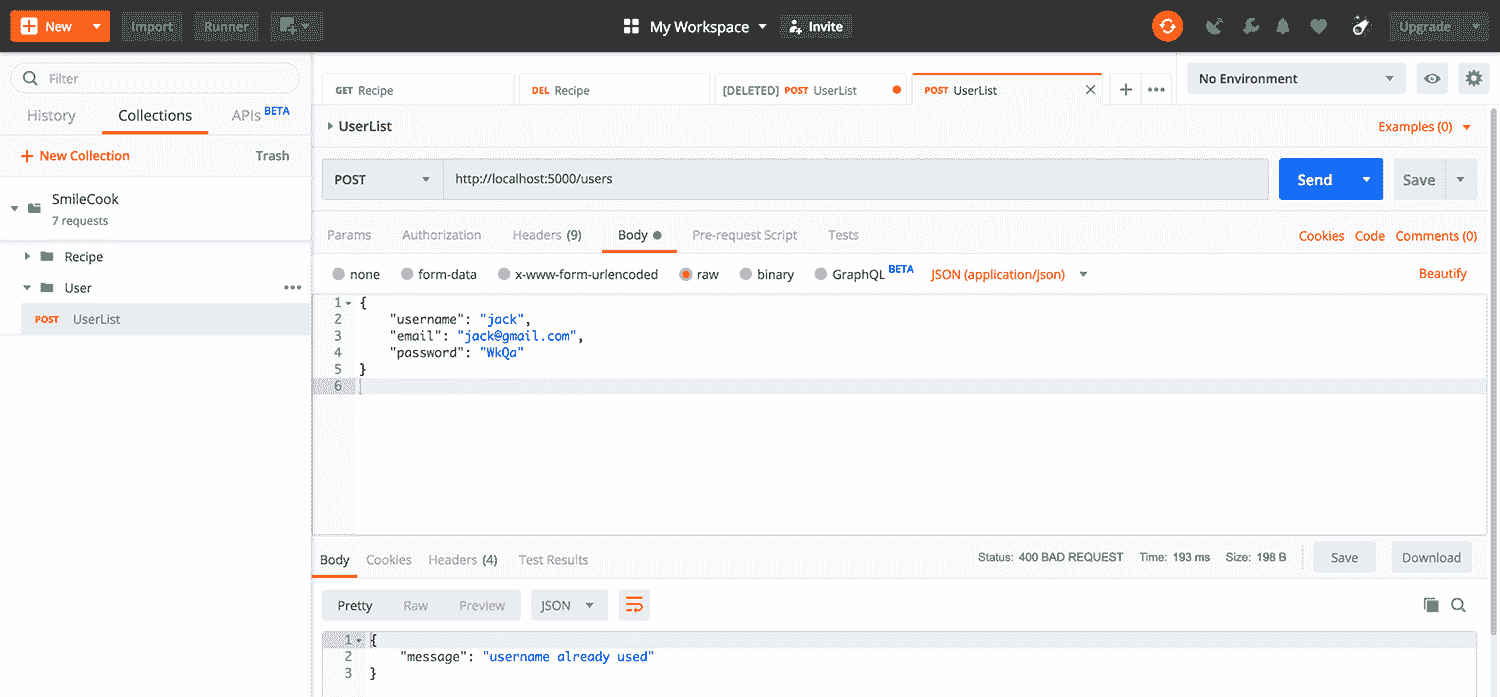 New Import Runner My Workspace Invite Upgrade
Filter
History Collections APIs BETA
New Collection Trash
SmileCook
7 requests
Recipe
User
POST UserList
GET Recipe DEL Recipe [DELETED] POST UserList POST UserList No Environment
UserList Examples (0)
POST http://localhost:5000/users Send Save
Params Authorization Headers (9) Body Pre-request Script Tests Cookies Code Comments (0)
none form-data x-www-form-urlencoded raw binary GraphQL BETA JSON (application/json) Beautify
1 {
2 "username": "jack",
3 "email": "jack@gmail.com",
4 "password": "WkQa"
5 }
6
Body Cookies Headers (4) Test Results Status: 400 BAD REQUEST Time: 193 ms Size: 198 B Save Download
Pretty Raw Preview JSON
1 {
2 "message": "username already used"
3 }